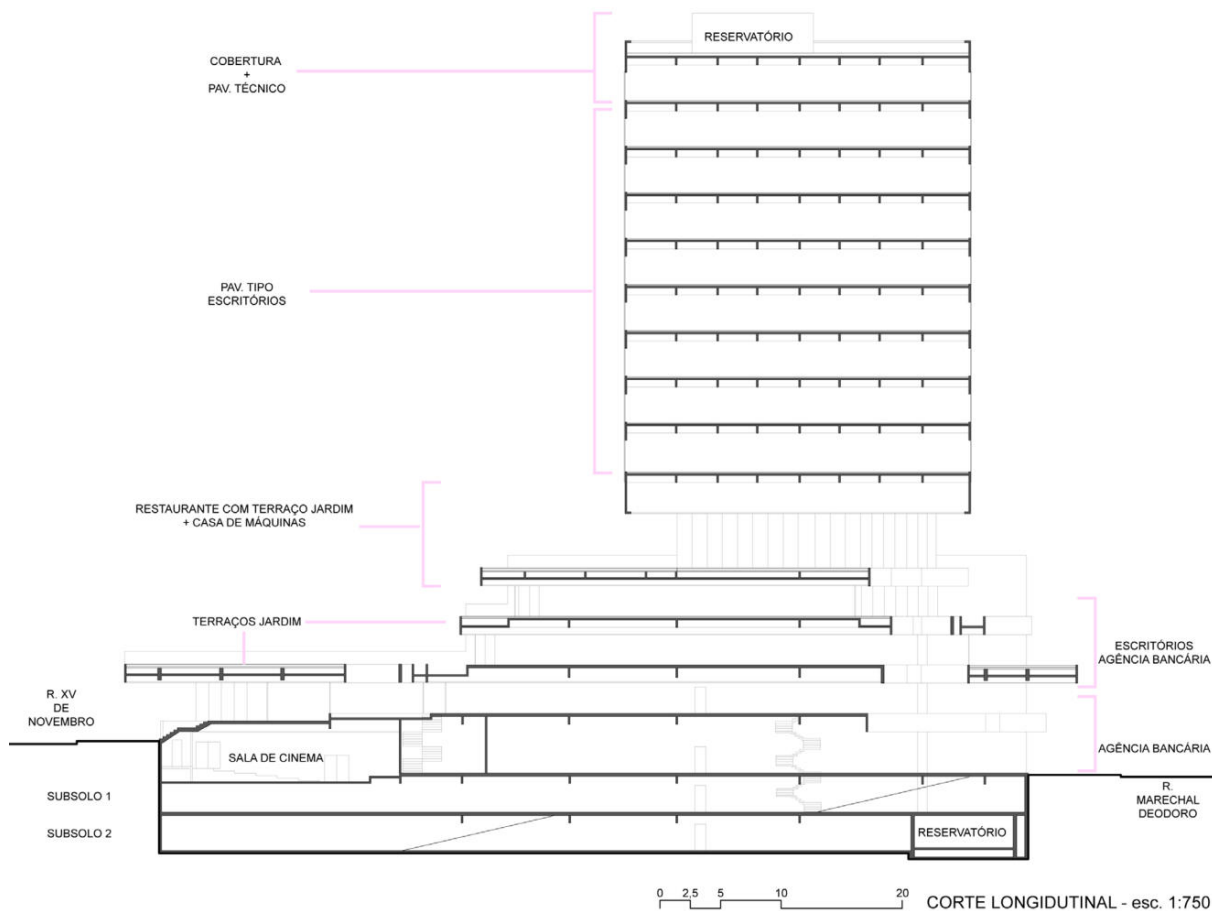 RESERVATÓRIO
COBERTURA
+
PAV. TÉCNICO
PAV. TIPO
ESCRITÓRIOS
RESTAURANTE COM TERRAÇO JARDIM
+ CASA DE MÁQUINAS
TERRAÇOS JARDIM
ESCRITÓRIOS
AGÊNCIA BANCÁRIA
R. XV
DE
NOVEMBRO
SALA DE CINEMA
AGÊNCIA BANCÁRIA
SUBSOLO 1
R.
MARECHAL
DEODORO
SUBSOLO 2
RESERVATÓRIO
0 2,5 5 10 20
CORTE LONGIDUTINAL - esc. 1:750